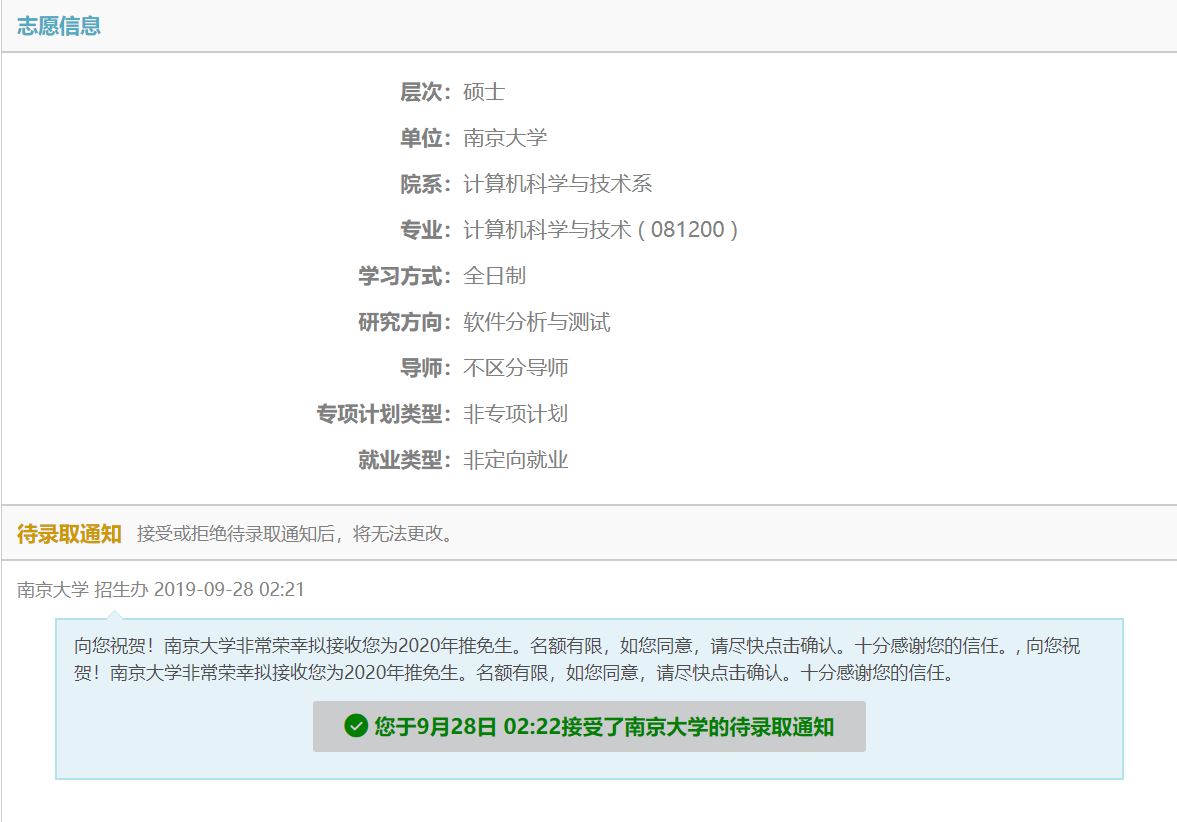 志愿信息
层次：硕士
单位：南京大学
院系：计算机科学与技术系
专业：计算机科学与技术 ( 081200 )
学习方式：全日制
研究方向：软件分析与测试
导师：不区分导师
专项计划类型：非专项计划
就业类型：非定向就业
待录取通知 接受或拒绝待录取通知后，将无法更改。
南京大学 招生办 2019-09-28 02:21
向您祝贺！南京大学非常荣幸拟接收您为2020年推免生。名额有限，如您同意，请尽快点击确认。十分感谢您的信任。, 向您祝
贺！南京大学非常荣幸拟接收您为2020年推免生。名额有限，如您同意，请尽快点击确认。十分感谢您的信任。
您于9月28日 02:22接受了南京大学的待录取通知